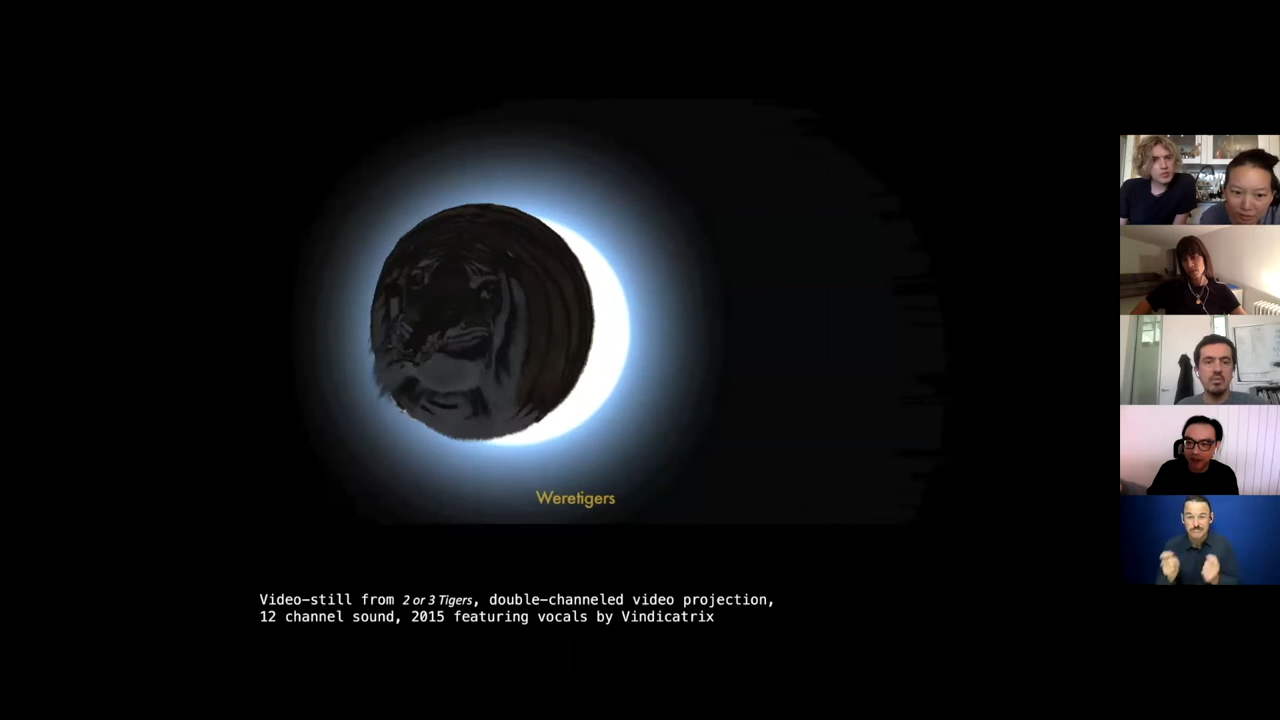 Weretigers
Video-still from 2 or 3 Tigers, double-channeled video projection,
12 channel sound, 2015 featuring vocals by Vindicatrix